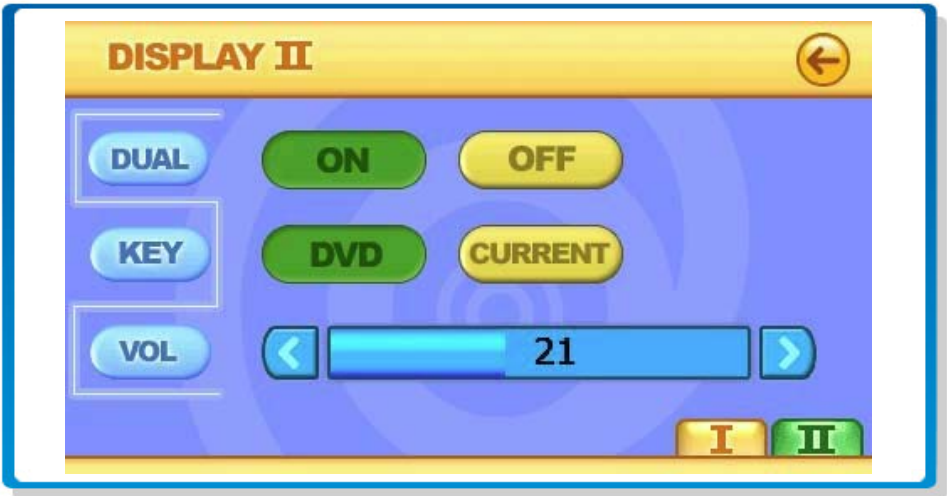 DISPLAY II
DUAL ON OFF
KEY DVD CURRENT
VOL 21
I II